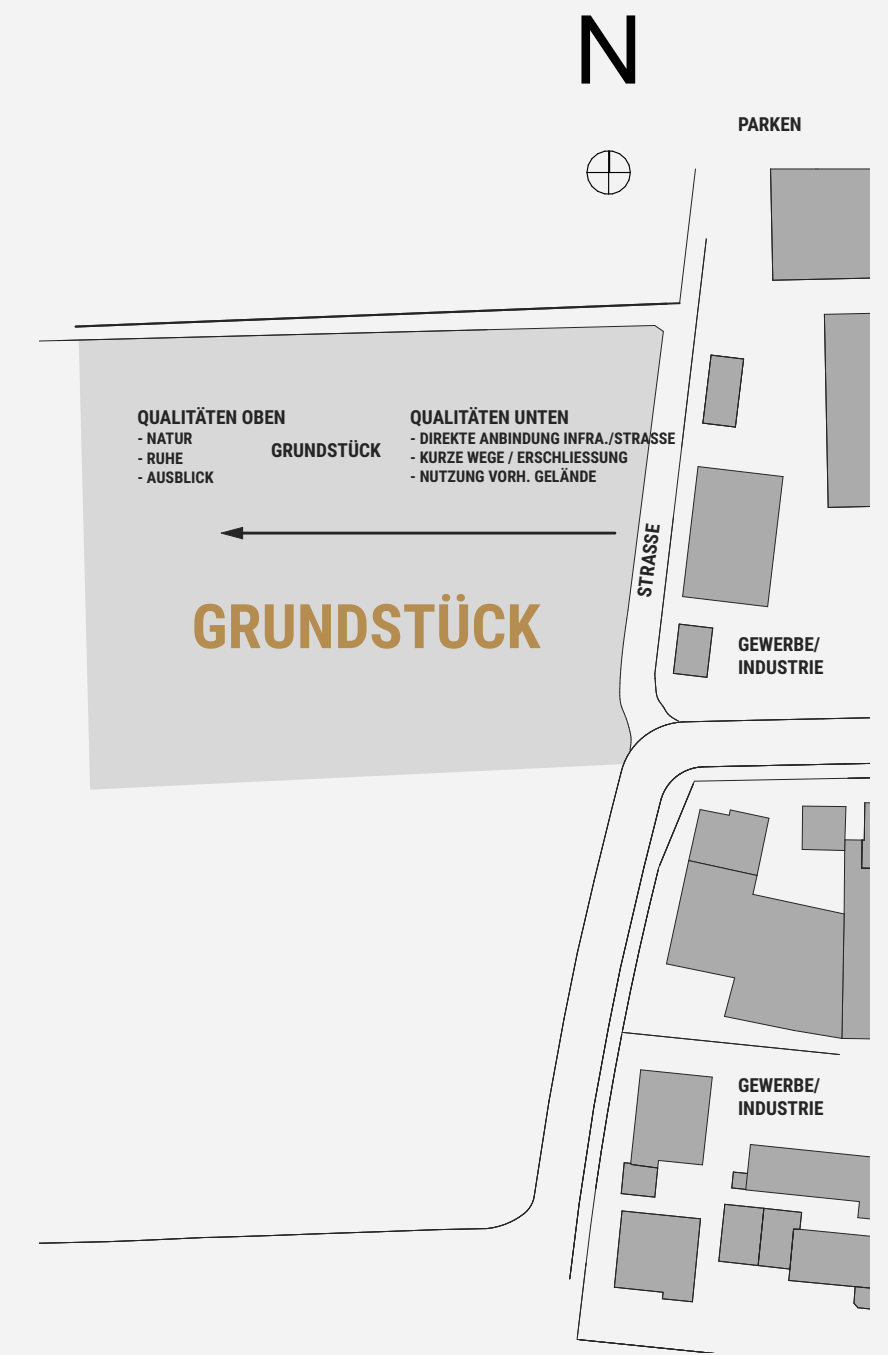 N
PARKEN
QUALITÄTEN OBEN
- NATUR
- RUHE
- AUSBLICK
GRUNDSTÜCK
QUALITÄTEN UNTEN
- DIREKTE ANBINDUNG INFRA./STRASSE
- KURZE WEGE / ERSCHLIESSUNG
- NUTZUNG VORH. GELÄNDE
STRASSE
GRUNDSTÜCK
GEWERBE/
INDUSTRIE
GEWERBE/
INDUSTRIE